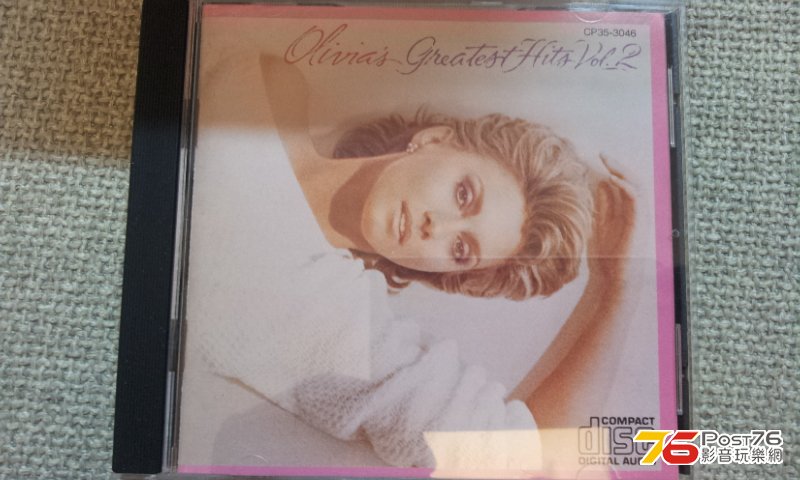 CP35-3046
Olivia's Greatest Hits Vol. 2
COMPACT
disc
DIGITAL AUDIO
76 Post76
影音玩樂網